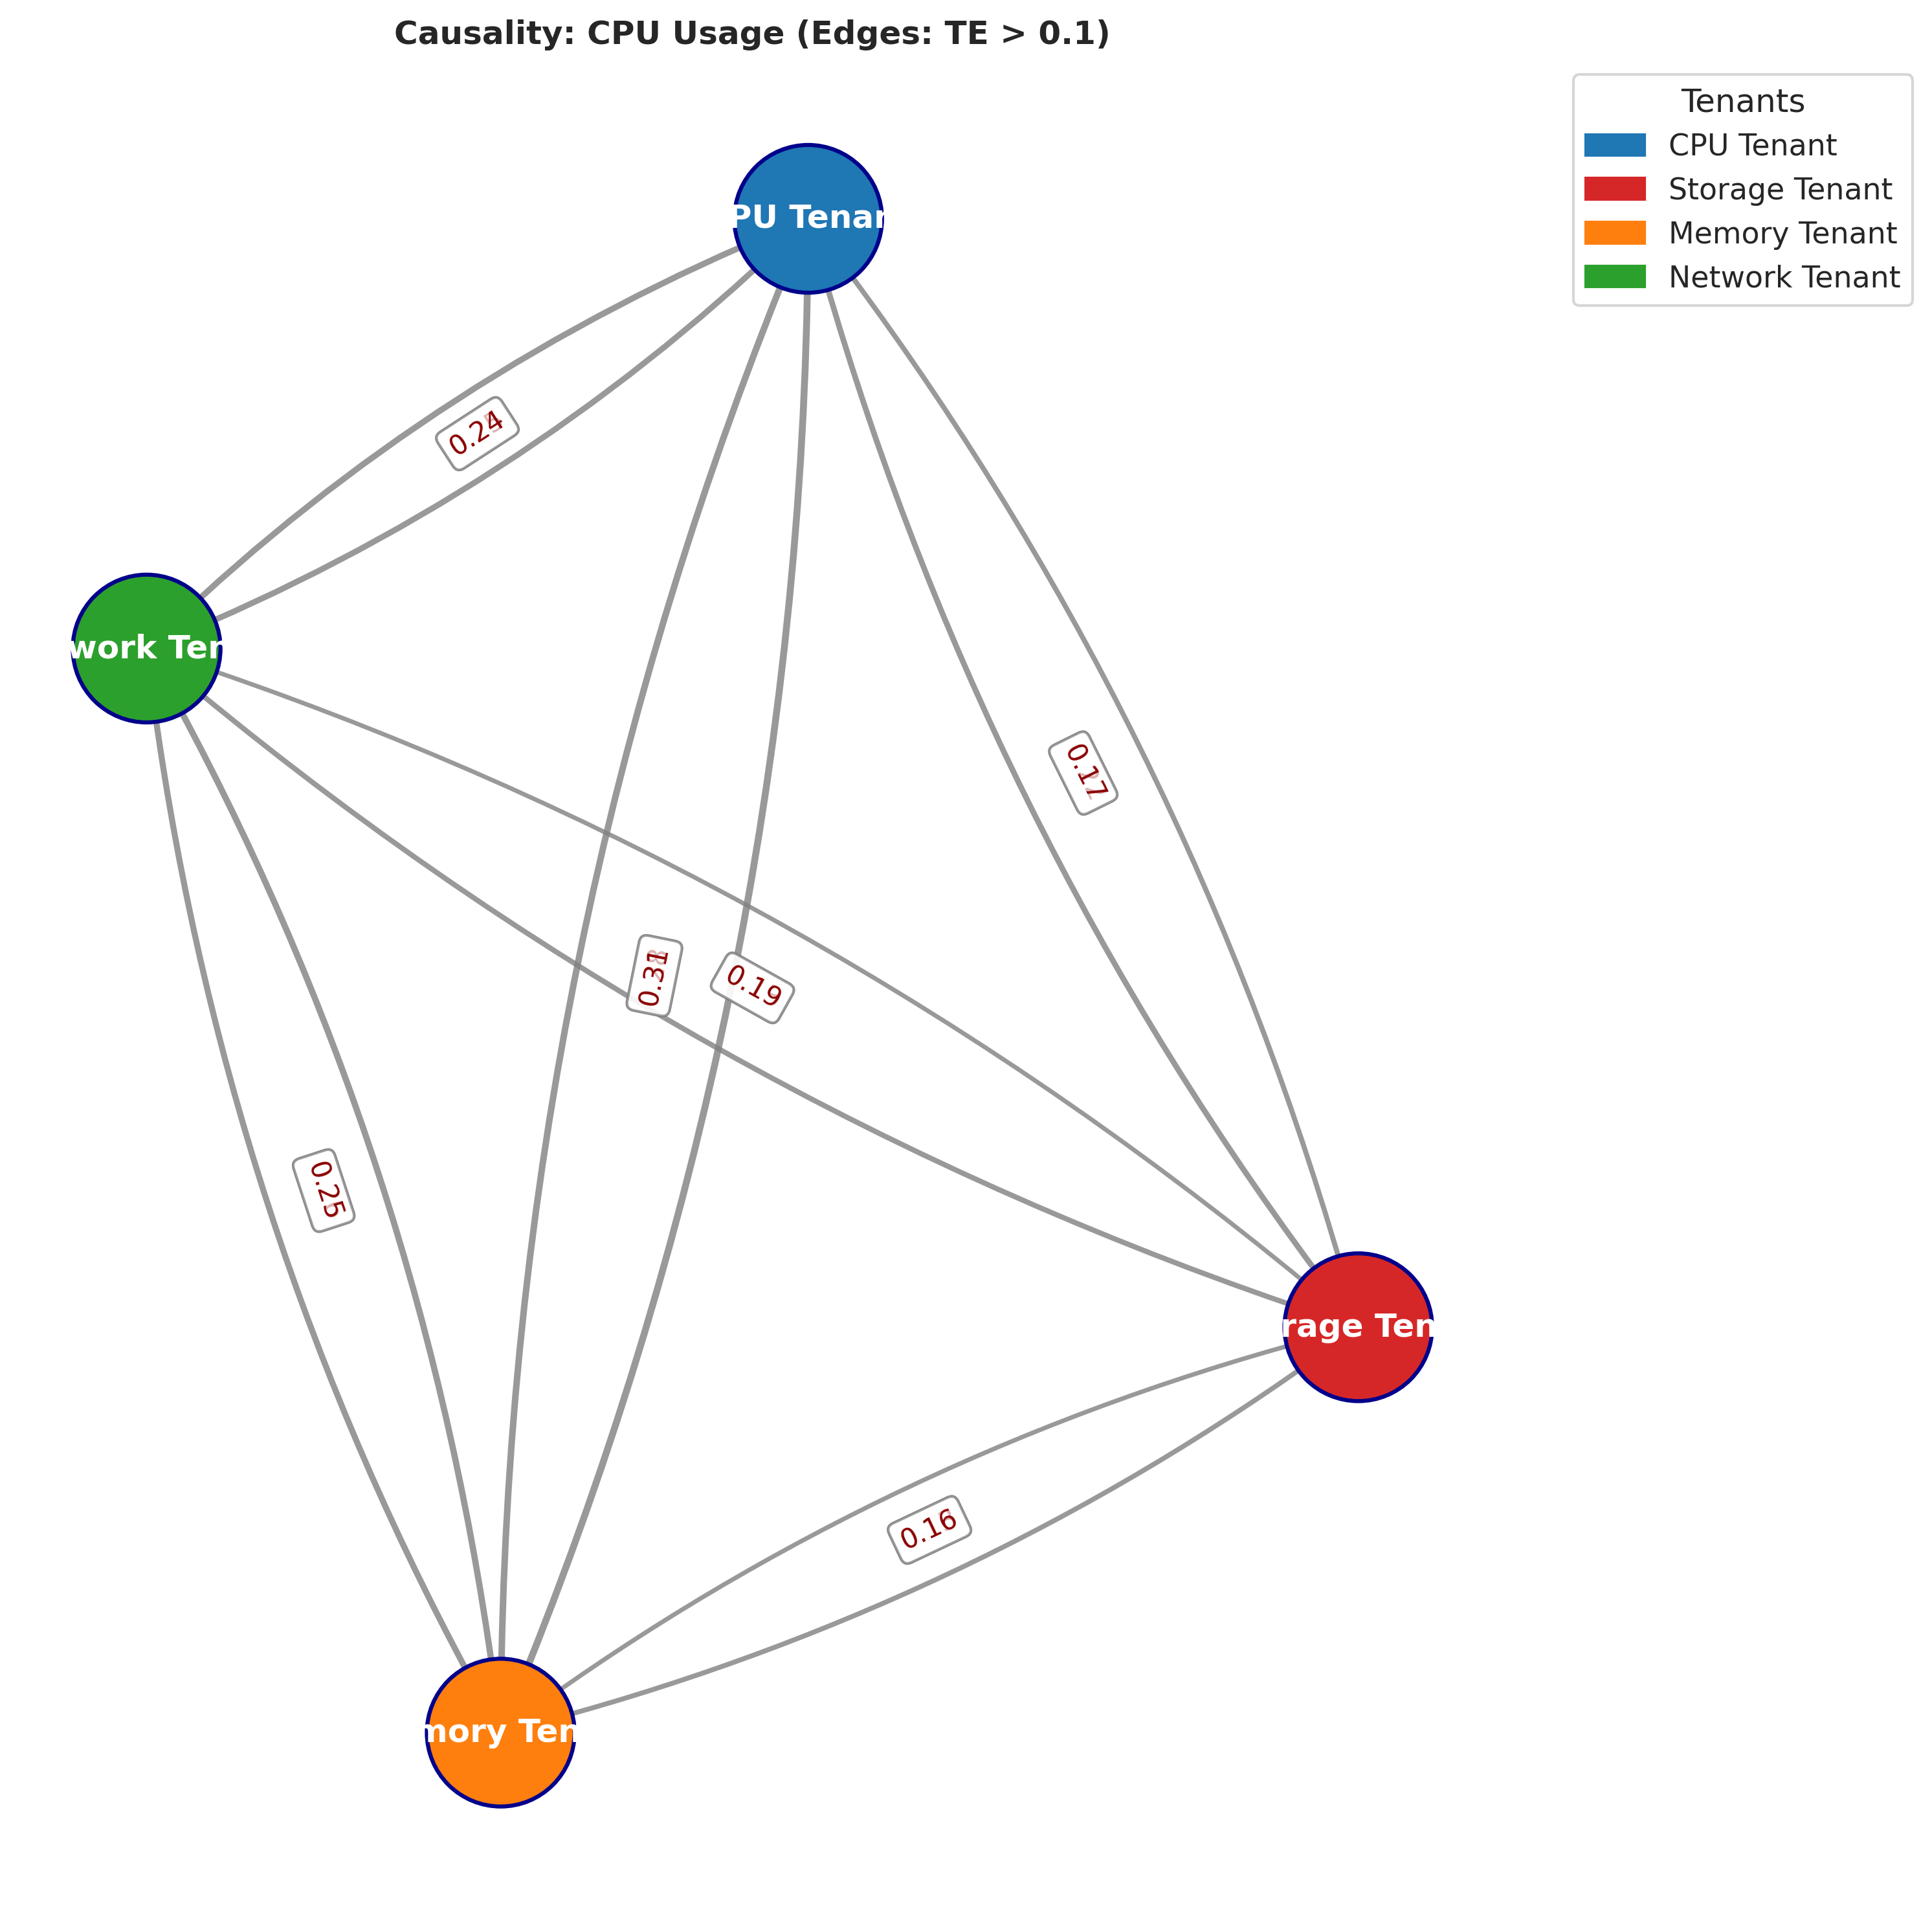 Causality: CPU Usage (Edges: TE > 0.1)
Tenants
CPU Tenant
Storage Tenant
Memory Tenant
Network Tenant
PU Tenan
0.24
work Ten
0.17
0.31
0.19
0.25
rage Ten
0.16
mory Ten